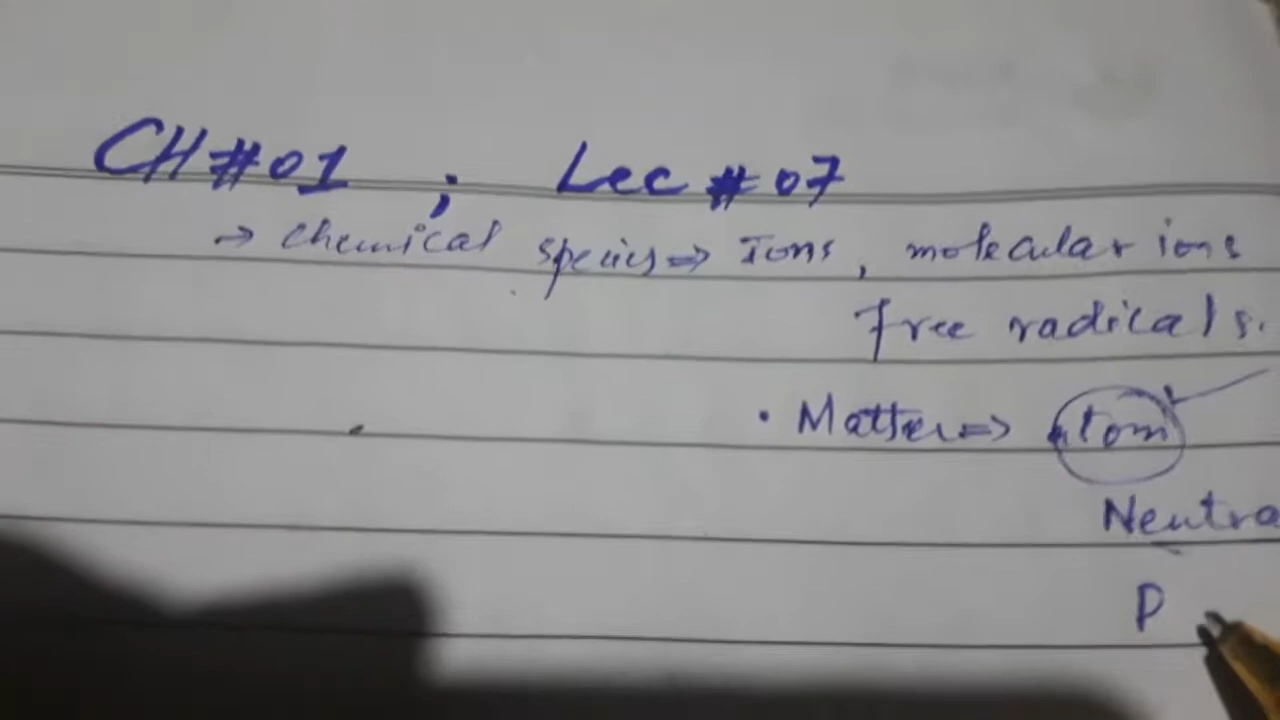 CH#01 ; Lec #07
→ chemical species ⇒ Ions, molecular ions
free radicals.
• Matter ⇒ atom
Neutra
P